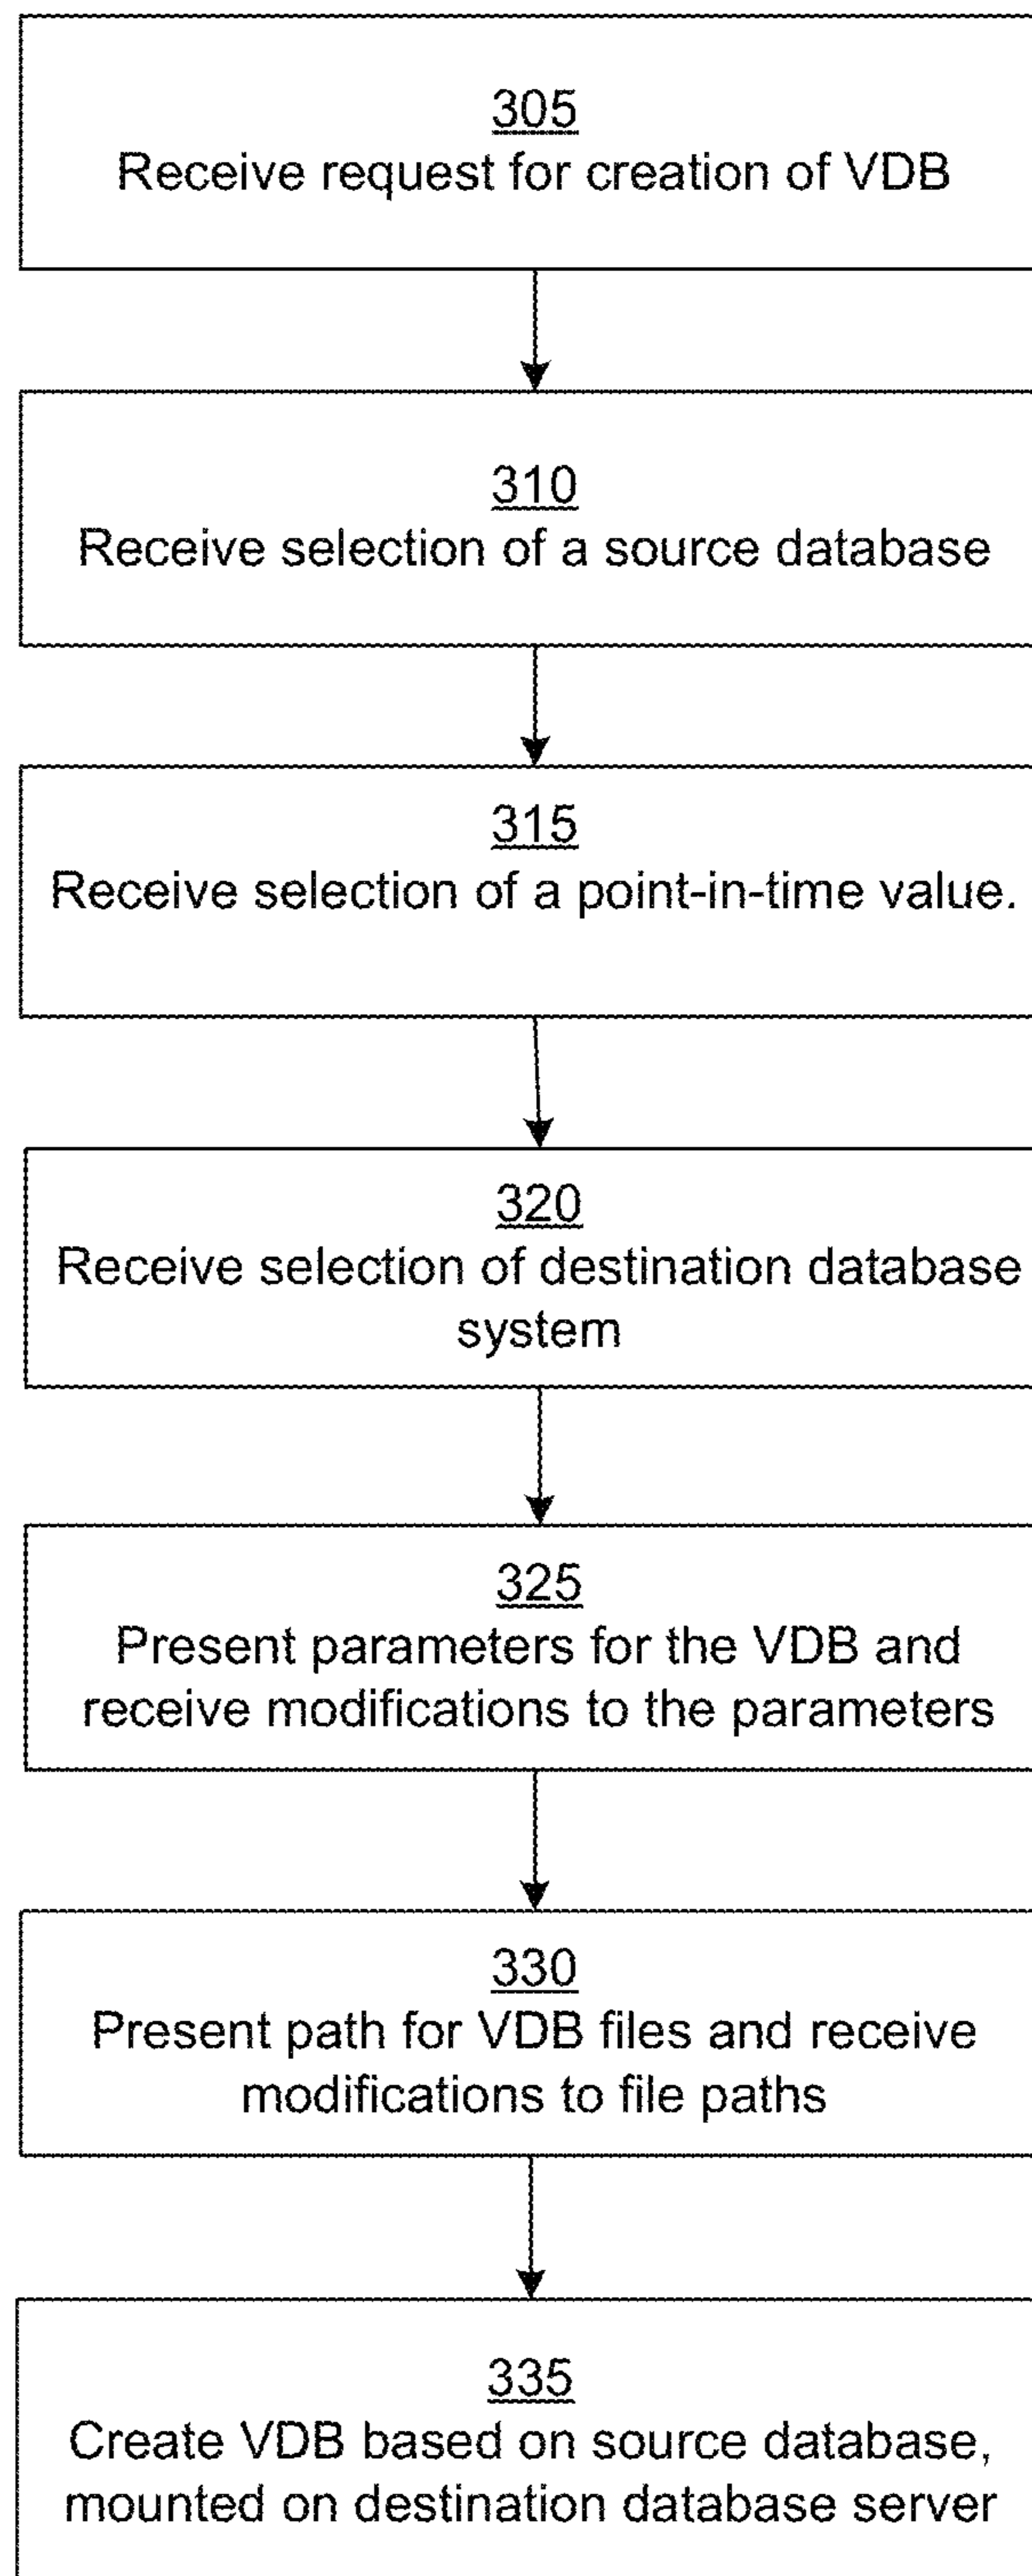 305
Receive request for creation of VDB
310
Receive selection of a source database
315
Receive selection of a point-in-time value.
320
Receive selection of destination database
system
325
Present parameters for the VDB and
receive modifications to the parameters
330
Present path for VDB files and receive
modifications to file paths
335
Create VDB based on source database,
mounted on destination database server